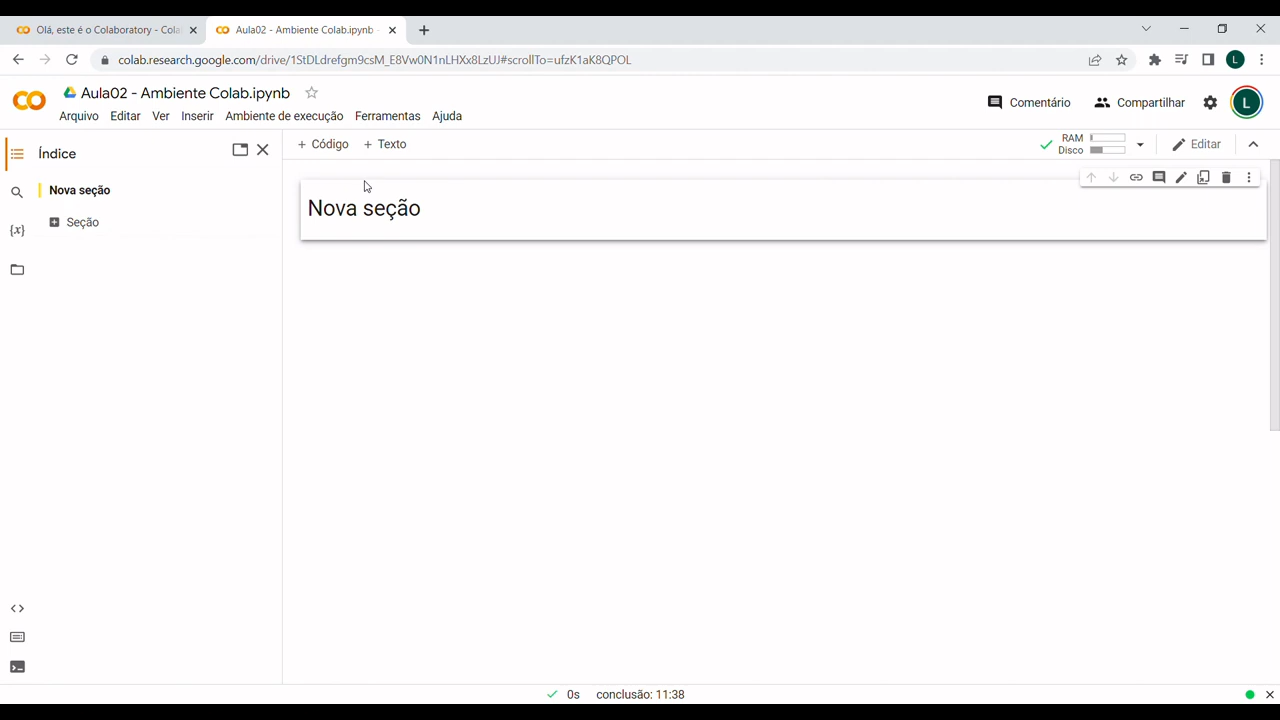 Olá, este é o Colaboratory - Cola
Aula02 - Ambiente Colab.ipynb
colab.research.google.com/drive/1StDLdrefgm9csM_E8Vw0N1nLHXx8EzUJ#scrollTo=ufzK1aK8QPOL
L
Aula02 - Ambiente Colab.ipynb
Arquivo Editar Ver Inserir Ambiente de execução Ferramentas Ajuda
Comentário Compartilhar L
Índice
+ Código + Texto
RAM
Disco
Editar
Nova seção
Seção
{x}
Nova seção
0s conclusão: 11:38